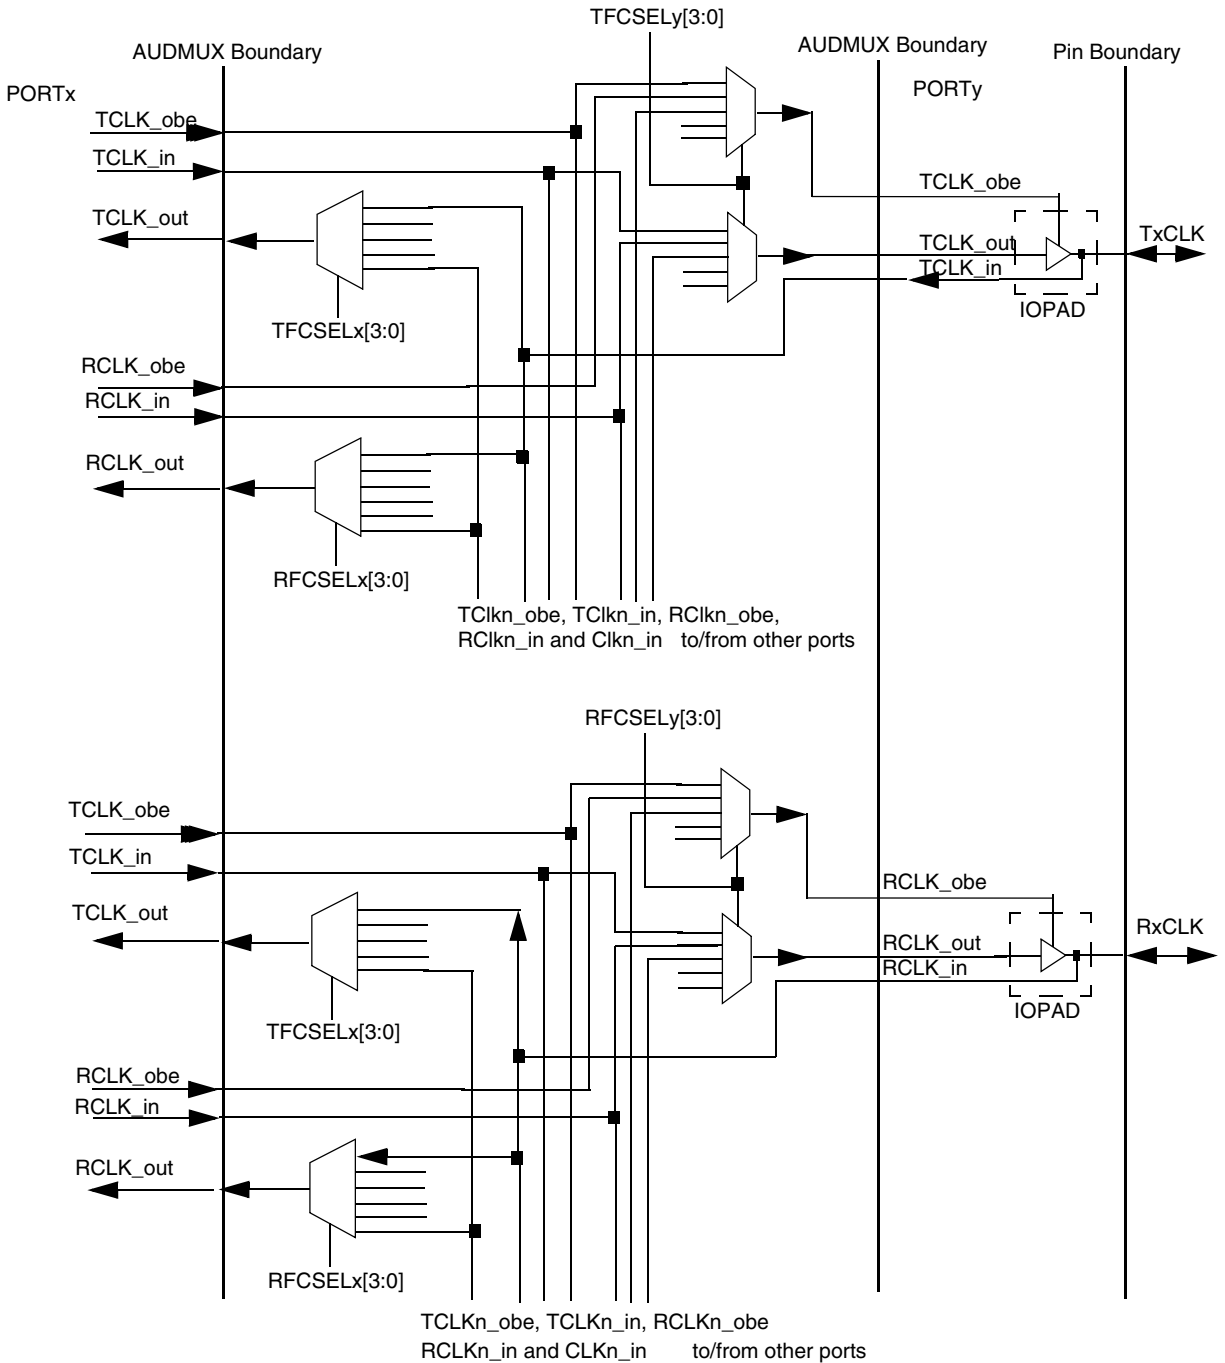 TFCSELy[3:0]
AUDMUX Boundary
AUDMUX Boundary
Pin Boundary
PORTx
PORTy
TCLK_obe
TCLK_in
TCLK_obe
TCLK_out
TCLK_out
TxCLK
TCLK_in
IOPAD
TFCSELx[3:0]
RCLK_obe
RCLK_in
RCLK_out
RFCSELx[3:0]
TClkn_obe, TClkn_in, RClkn_obe,
RClkn_in and Clkn_in to/from other ports
RFCSELy[3:0]
TCLK_obe
TCLK_in
RCLK_obe
TCLK_out
RxCLK
RCLK_out
RCLK_in
IOPAD
TFCSELx[3:0]
RCLK_obe
RCLK_in
RCLK_out
RFCSELx[3:0]
TCLKn_obe, TCLKn_in, RCLKn_obe
RCLKn_in and CLKn_in to/from other ports